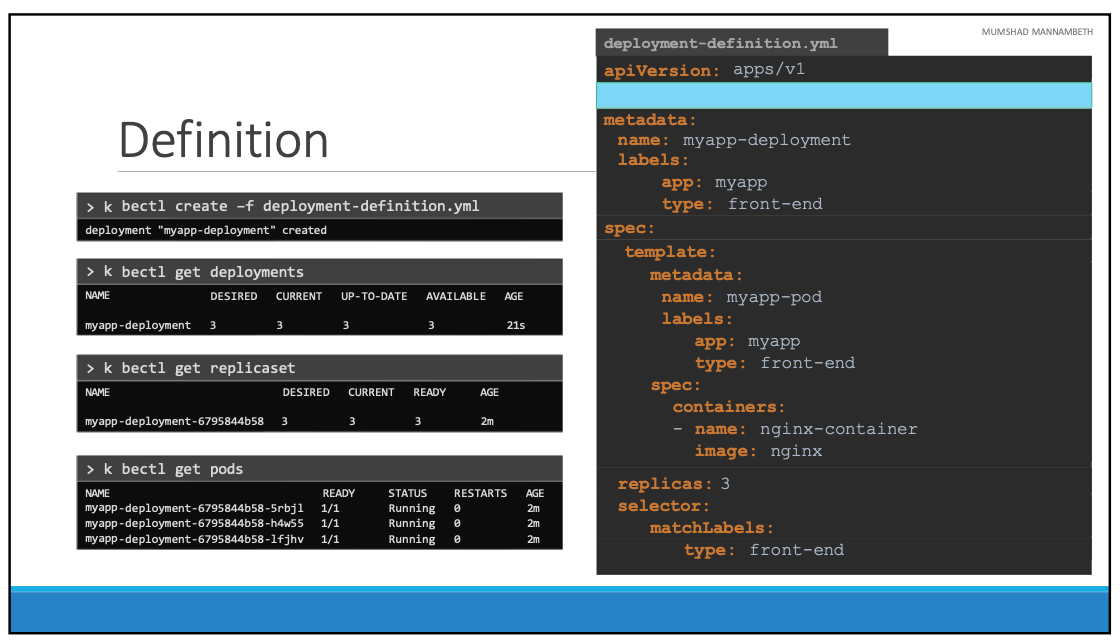 MUMSHAD MANNAMBETH
Definition
> k bectl create –f deployment-definition.yml
deployment "myapp-deployment" created
> k bectl get deployments
NAME DESIRED CURRENT UP-TO-DATE AVAILABLE AGE
myapp-deployment 3 3 3 3 21s
> k bectl get replicaset
NAME DESIRED CURRENT READY AGE
myapp-deployment-6795844b58 3 3 3 2m
> k bectl get pods
NAME READY STATUS RESTARTS AGE
myapp-deployment-6795844b58-5rbjl 1/1 Running 0 2m
myapp-deployment-6795844b58-h4w55 1/1 Running 0 2m
myapp-deployment-6795844b58-lfjhv 1/1 Running 0 2m
deployment-definition.yml
apiVersion: apps/v1
metadata:
name: myapp-deployment
labels:
app: myapp
type: front-end
spec:
template:
metadata:
name: myapp-pod
labels:
app: myapp
type: front-end
spec:
containers:
- name: nginx-container
image: nginx
replicas: 3
selector:
matchLabels:
type: front-end